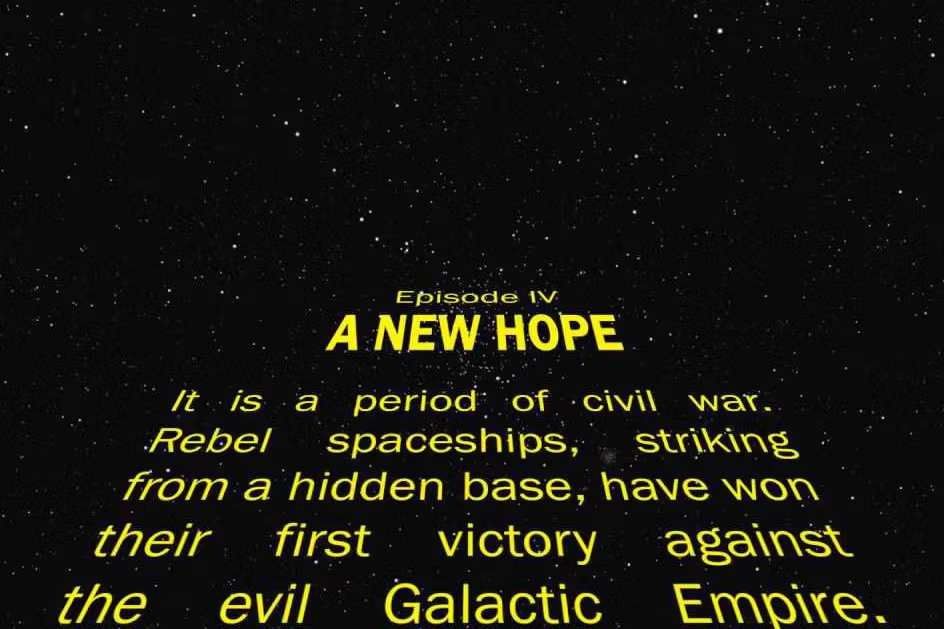 Episode IV
A NEW HOPE
It is a period of civil war.
Rebel spaceships, striking
from a hidden base, have won
their first victory against
the evil Galactic Empire.